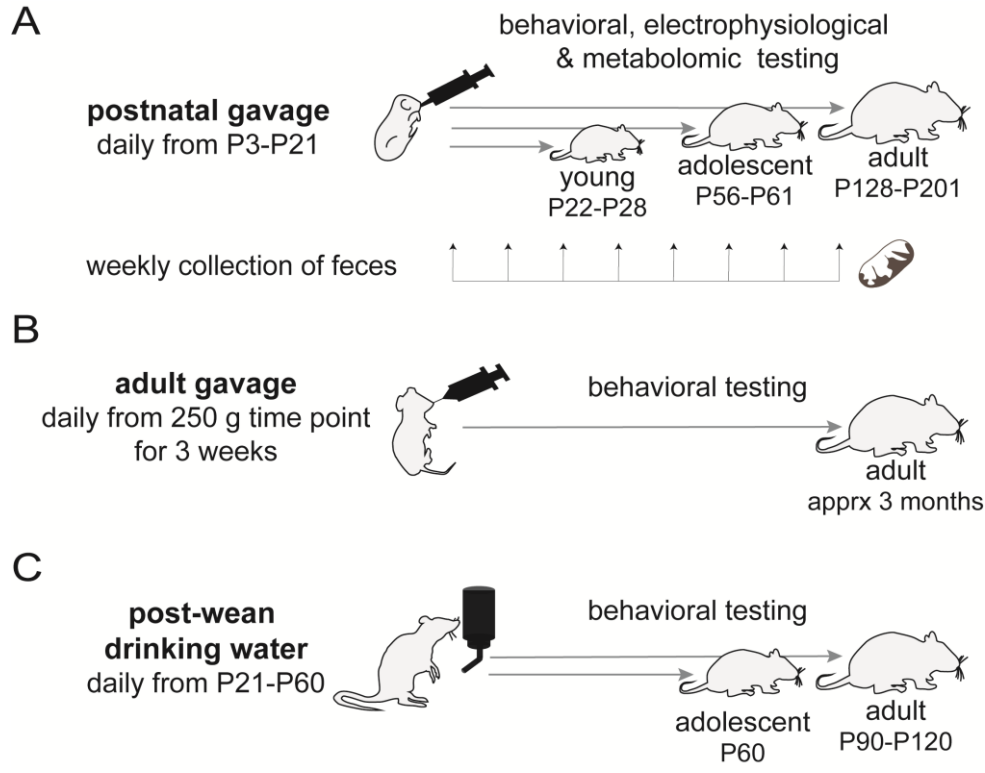 A
behavioral, electrophysiological
& metabolomic testing
postnatal gavage
daily from P3-P21
young
P22-P28
adolescent
P56-P61
adult
P128-P201
weekly collection of feces
B
adult gavage
daily from 250 g time point
for 3 weeks
behavioral testing
adult
apprx 3 months
C
post-wean
drinking water
daily from P21-P60
behavioral testing
adolescent
P60
adult
P90-P120